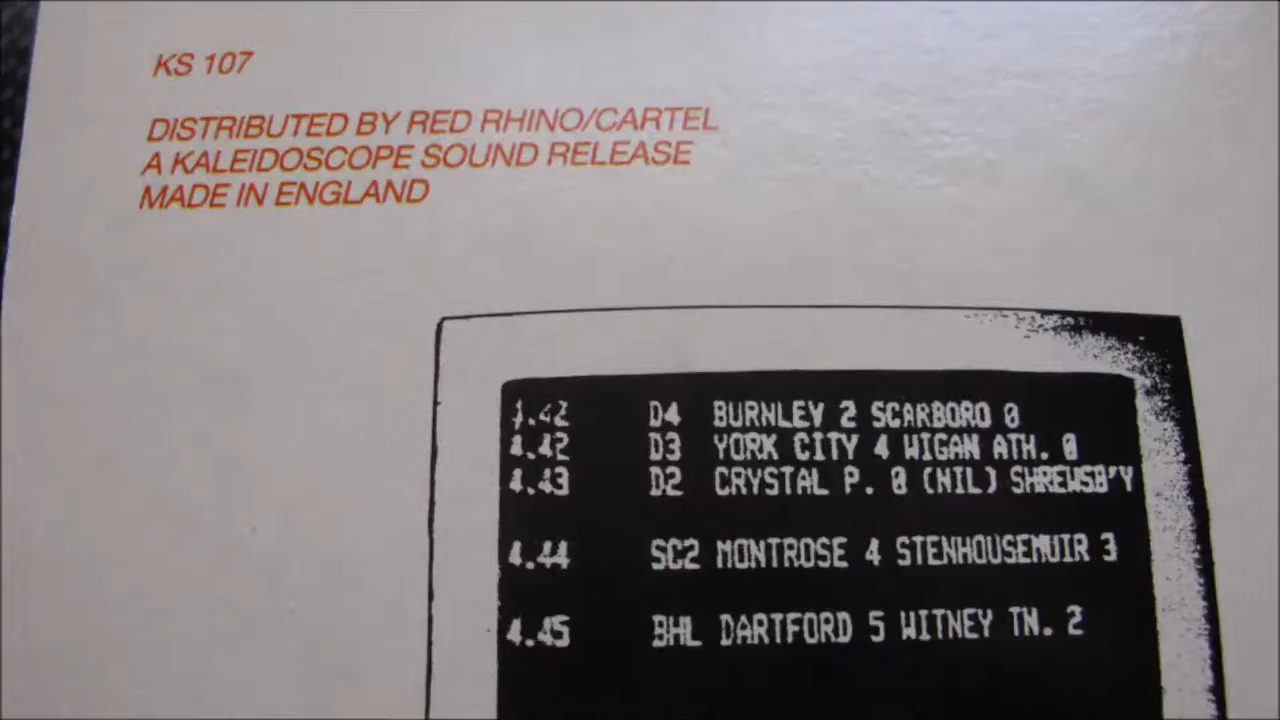 KS 107
DISTRIBUTED BY RED RHINO/CARTEL
A KALEIDOSCOPE SOUND RELEASE
MADE IN ENGLAND
4.42 D4 BURNLEY 2 SCARBORO 0
4.42 D3 YORK CITY 4 WIGAN ATH. 0
4.43 D2 CRYSTAL P. 0 (NIL) SHREWSB'Y
4.44 SC2 MONTROSE 4 STENHOUSEMUIR 3
4.45 BHL DARTFORD 5 WITNEY TN. 2